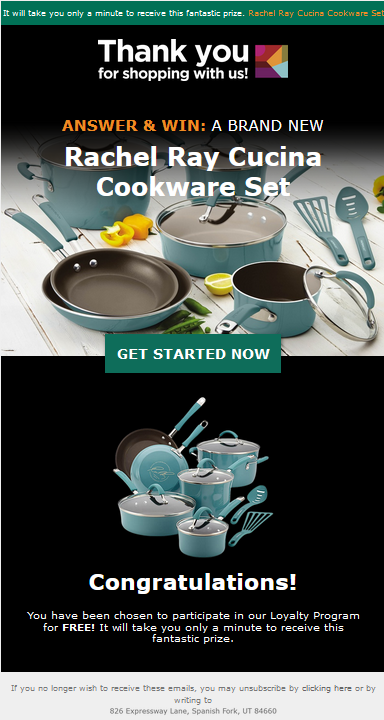 It will take you only a minute to receive this fantastic prize. Rachel Ray Cucina Cookware Set
Thank you
for shopping with us!
ANSWER & WIN: A BRAND NEW
Rachel Ray Cucina
Cookware Set
GET STARTED NOW
Congratulations!
You have been chosen to participate in our Loyalty Program
for FREE! It will take you only a minute to receive this
fantastic prize.
If you no longer wish to receive these emails, you may unsubscribe by clicking here or by
writing to
826 Expressway Lane, Spanish Fork, UT 84660